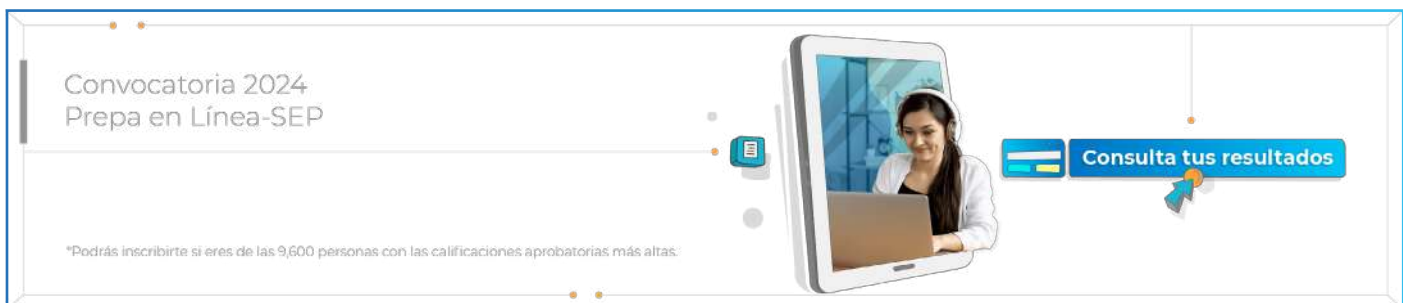 Convocatoria 2024
Prepa en Línea-SEP
Consulta tus resultados
*Podrás inscribirte si eres de las 9,600 personas con las calificaciones aprobatorias más altas.